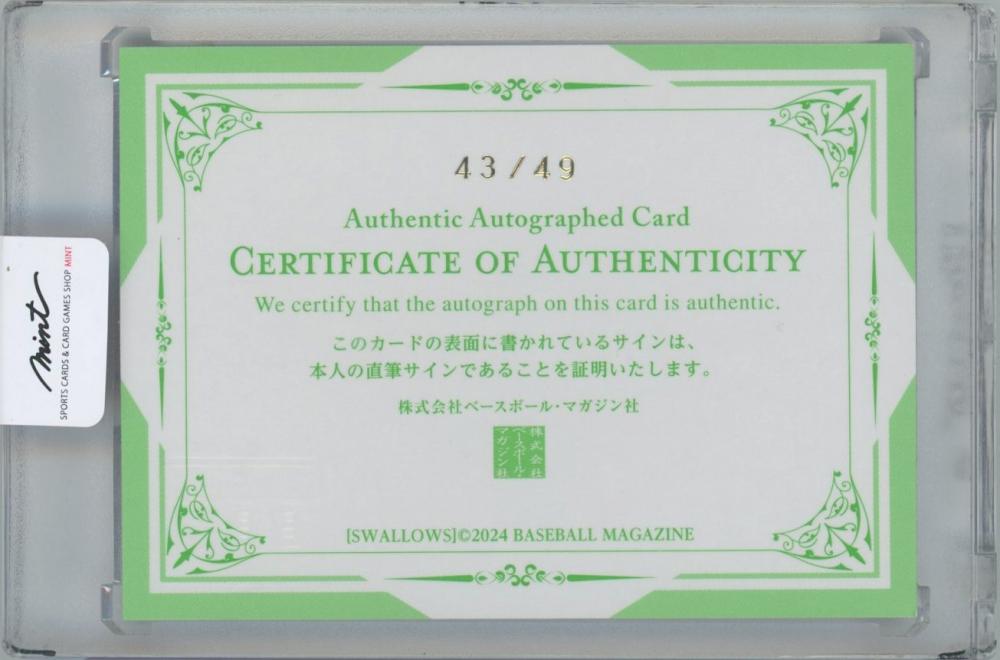 43/49
Authentic Autographed Card
CERTIFICATE OF AUTHENTICITY
We certify that the autograph on this card is authentic.
このカードの表面に書かれているサインは、
本人の直筆サインであることを証明いたします。
株式会社ベースボール・マガジン社
株式会社
ベースボール・
マガジン社
[SWALLOWS]©2024 BASEBALL MAGAZINE
mint
SPORTS CARDS & CARD GAMES SHOP MINT